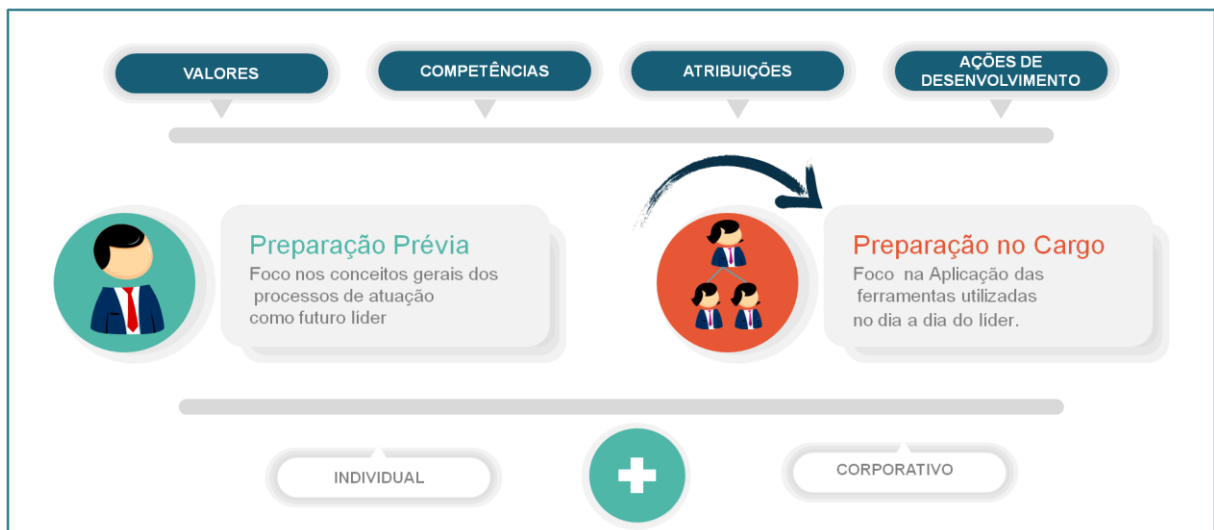 VALORES
COMPETÊNCIAS
ATRIBUIÇÕES
AÇÕES DE
DESENVOLVIMENTO
Preparação Prévia
Foco nos conceitos gerais dos
processos de atuação
como futuro líder
Preparação no Cargo
Foco na Aplicação das
ferramentas utilizadas
no dia a dia do líder.
INDIVIDUAL
CORPORATIVO